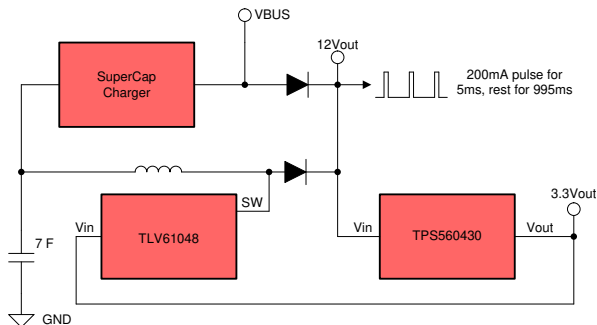 VBUS
12Vout
SuperCap
Charger
200mA pulse for
5ms, rest for 995ms
SW
3.3Vout
7 F
Vin
TLV61048
Vin
TPS560430
Vout
GND